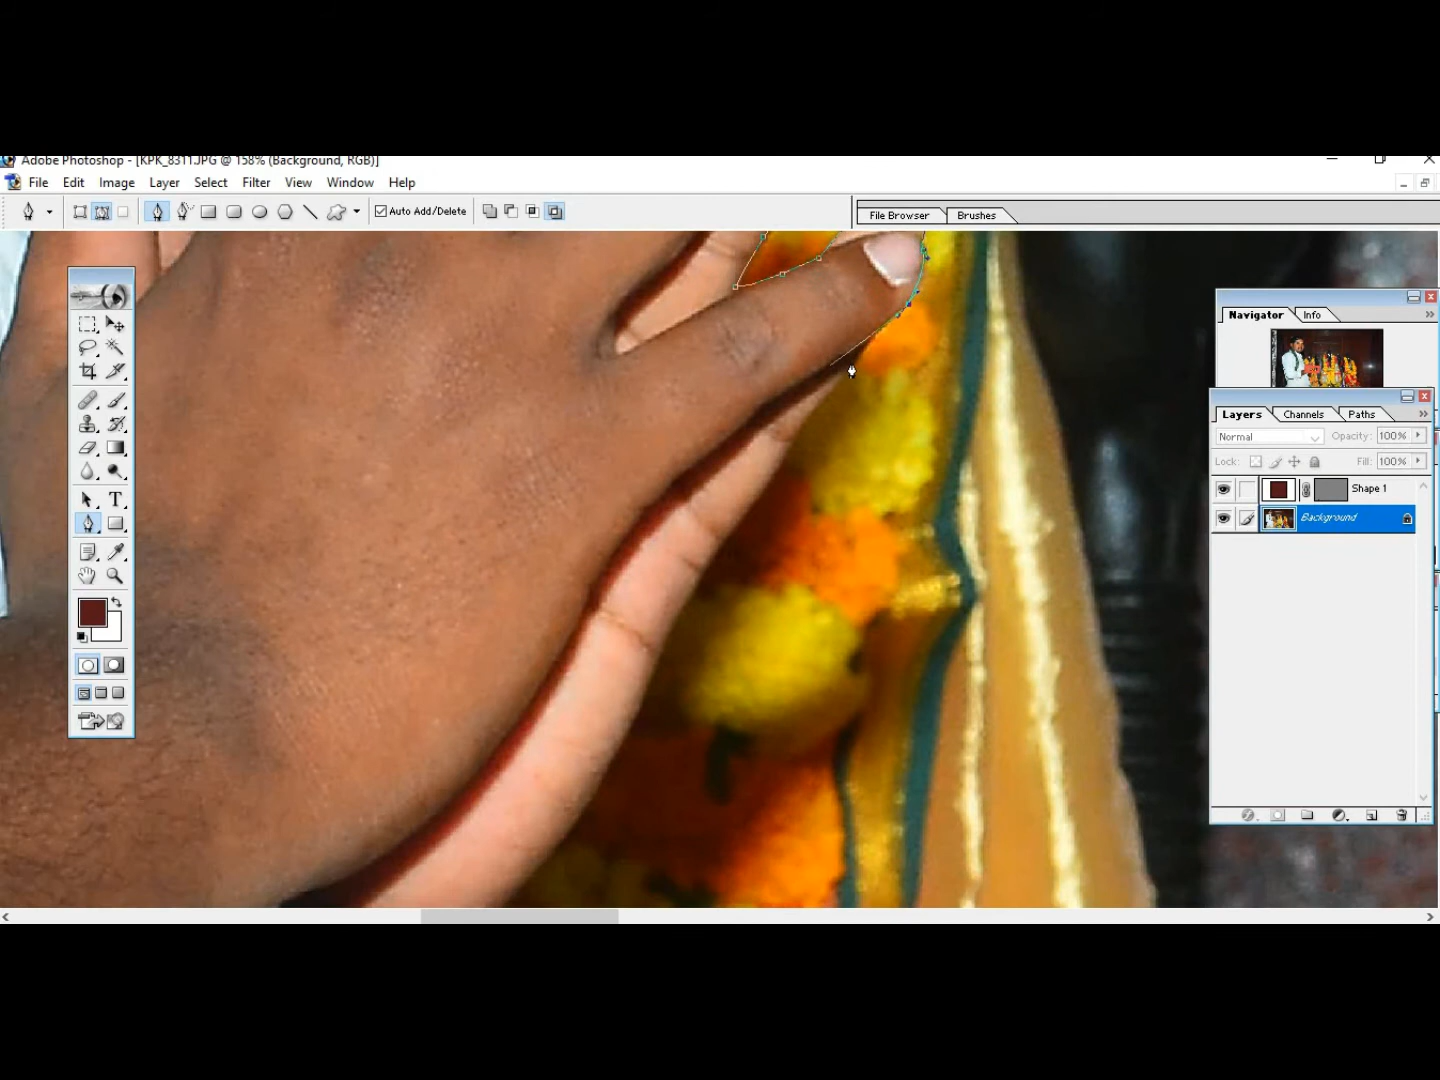 Adobe Photoshop - [KPK_8311.JPG @ 158% (Background, RGB)]
File Edit Image Layer Select Filter View Window Help
Auto Add/Delete
File Browser Brushes
Navigator Info
Layers Channels Paths
Normal Opacity: 100%
Lock: Fill: 100%
Shape 1
Background
T